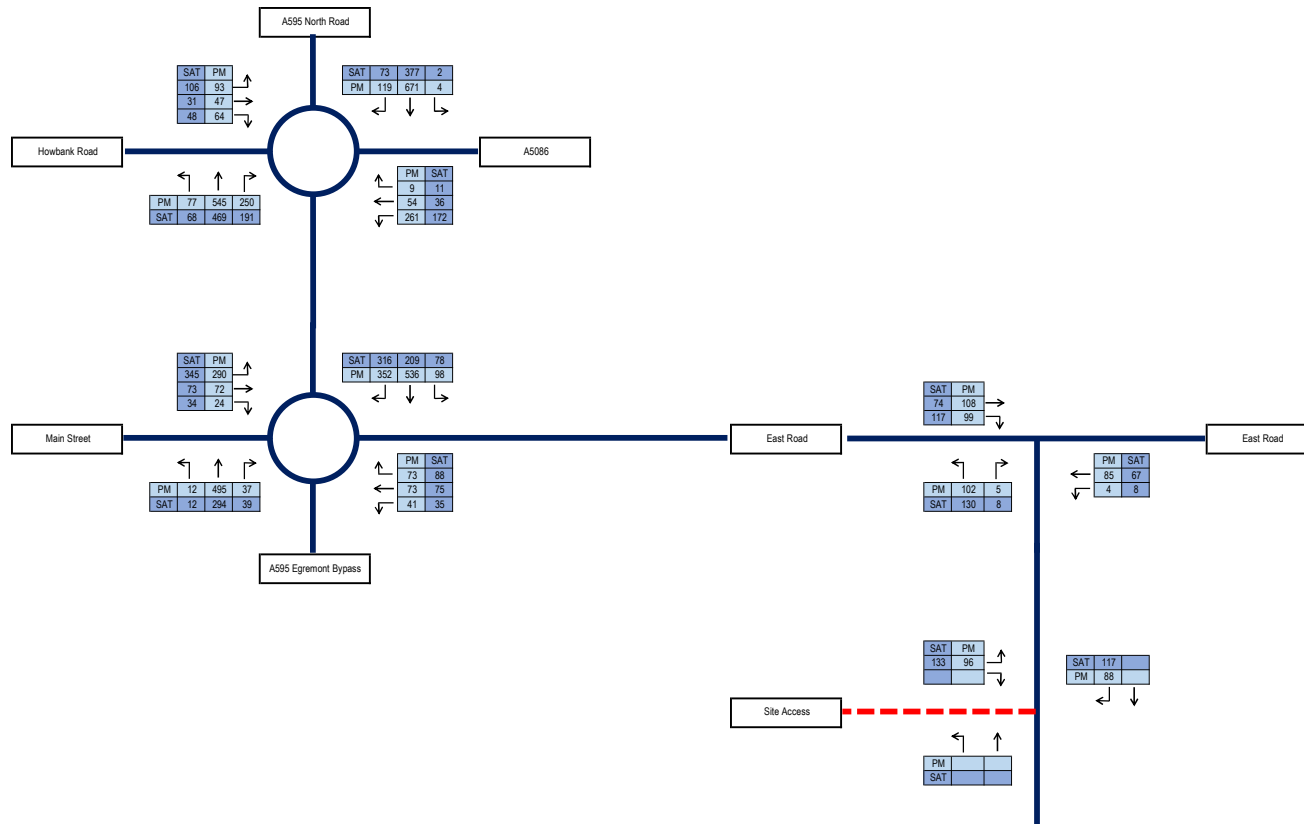 A595 North Road
SAT PM
106 93
31 47
48 64
SAT 73 377 2
PM 119 671 4
Howbank Road
A5086
PM 77 545 250
SAT 68 469 191
PM SAT
9 11
54 36
261 172
SAT PM
345 290
73 72
34 24
SAT 316 209 78
PM 352 536 98
Main Street
East Road
PM 12 495 37
SAT 12 294 39
PM SAT
73 88
73 75
41 35
A595 Egremont Bypass
SAT PM
74 108
117 99
East Road
PM 102 5
SAT 130 8
PM SAT
85 67
4 8
SAT PM
133 96
SAT 117
PM 88
Site Access
PM
SAT